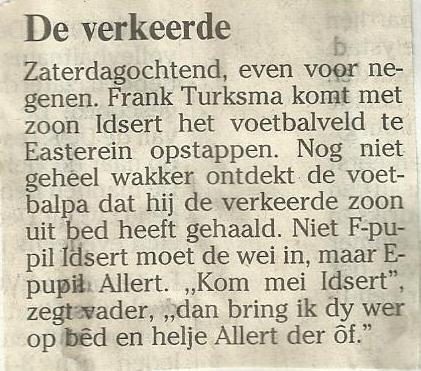 De verkeerde
Zaterdagochtend, even voor ne-
genen. Frank Turksma komt met
zoon Idsert het voetbalveld te
Easterein opstappen. Nog niet
geheel wakker ontdekt de voet-
balpa dat hij de verkeerde zoon
uit bed heeft gehaald. Niet F-pu-
pil Idsert moet de wei in, maar E-
pupil Allert. „Kom mei Idsert”,
zegt vader, „dan bring ik dy wer
op bêd en helje Allert der ôf.”